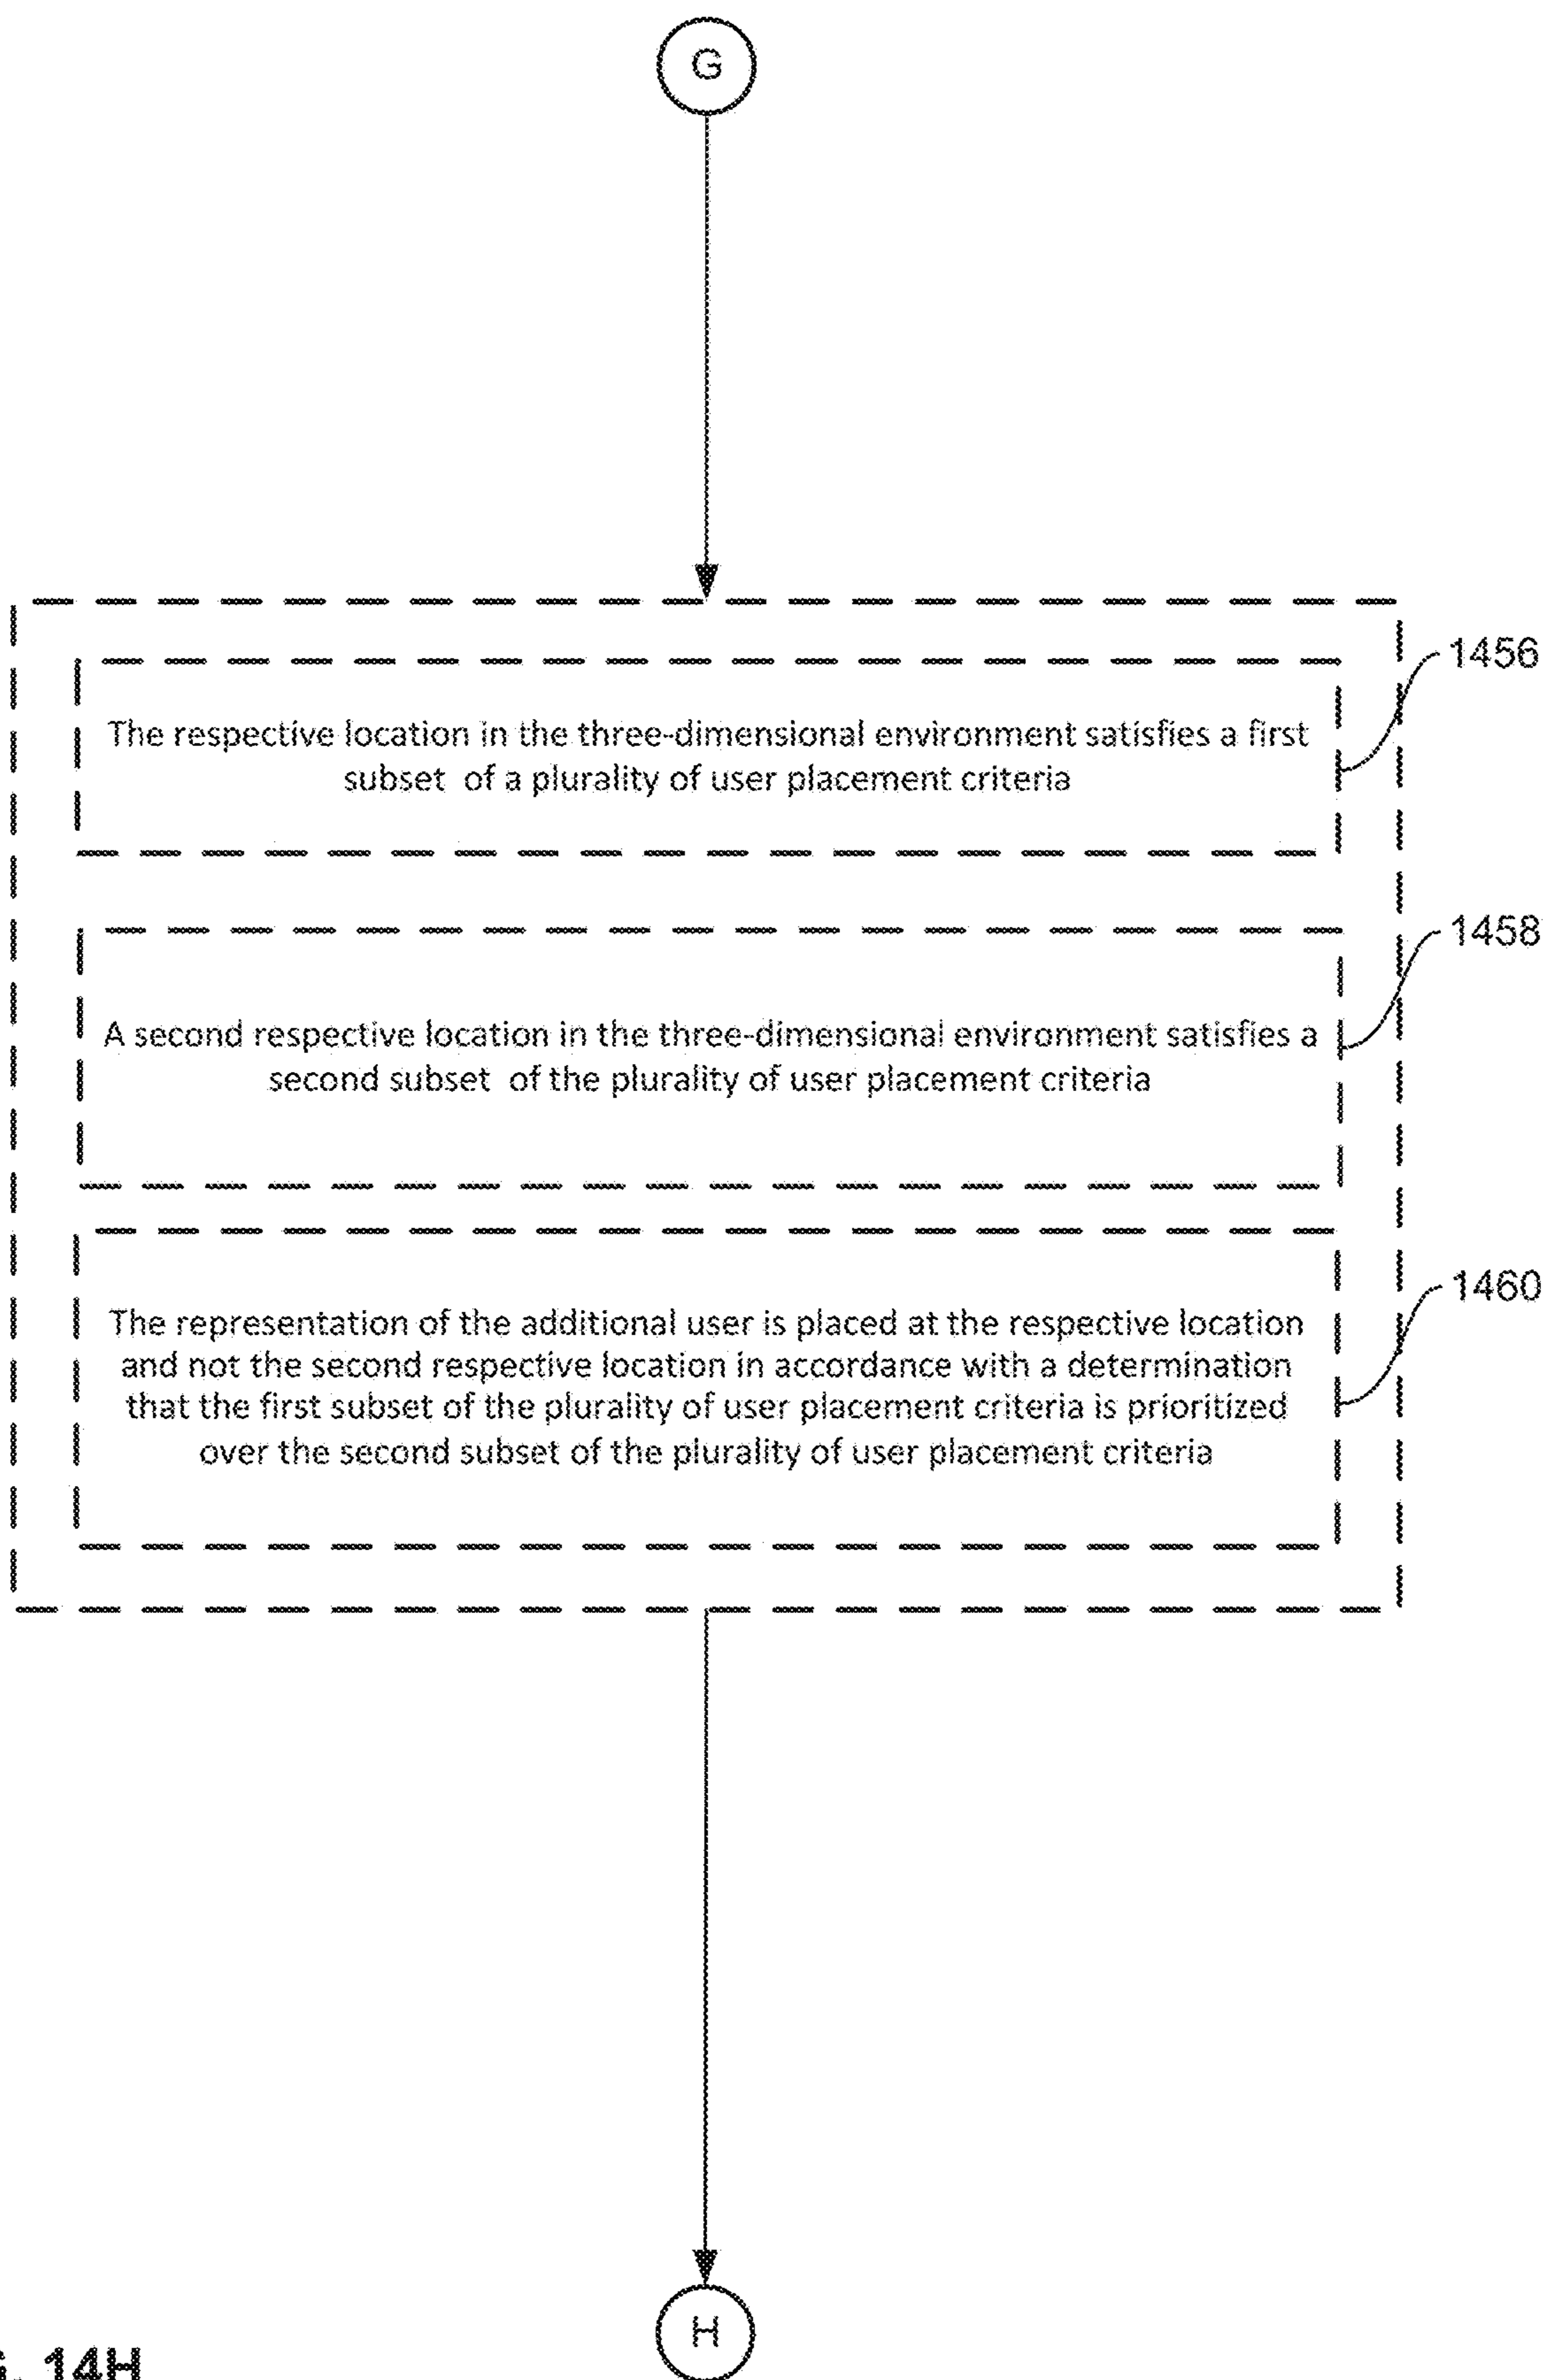 G
1456
The respective location in the three-dimensional environment satisfies a first
subset of a plurality of user placement criteria
1458
A second respective location in the three-dimensional environment satisfies a
second subset of the plurality of user placement criteria
1460
The representation of the additional user is placed at the respective location
and not the second respective location in accordance with a determination
that the first subset of the plurality of user placement criteria is prioritized
over the second subset of the plurality of user placement criteria
H
14H